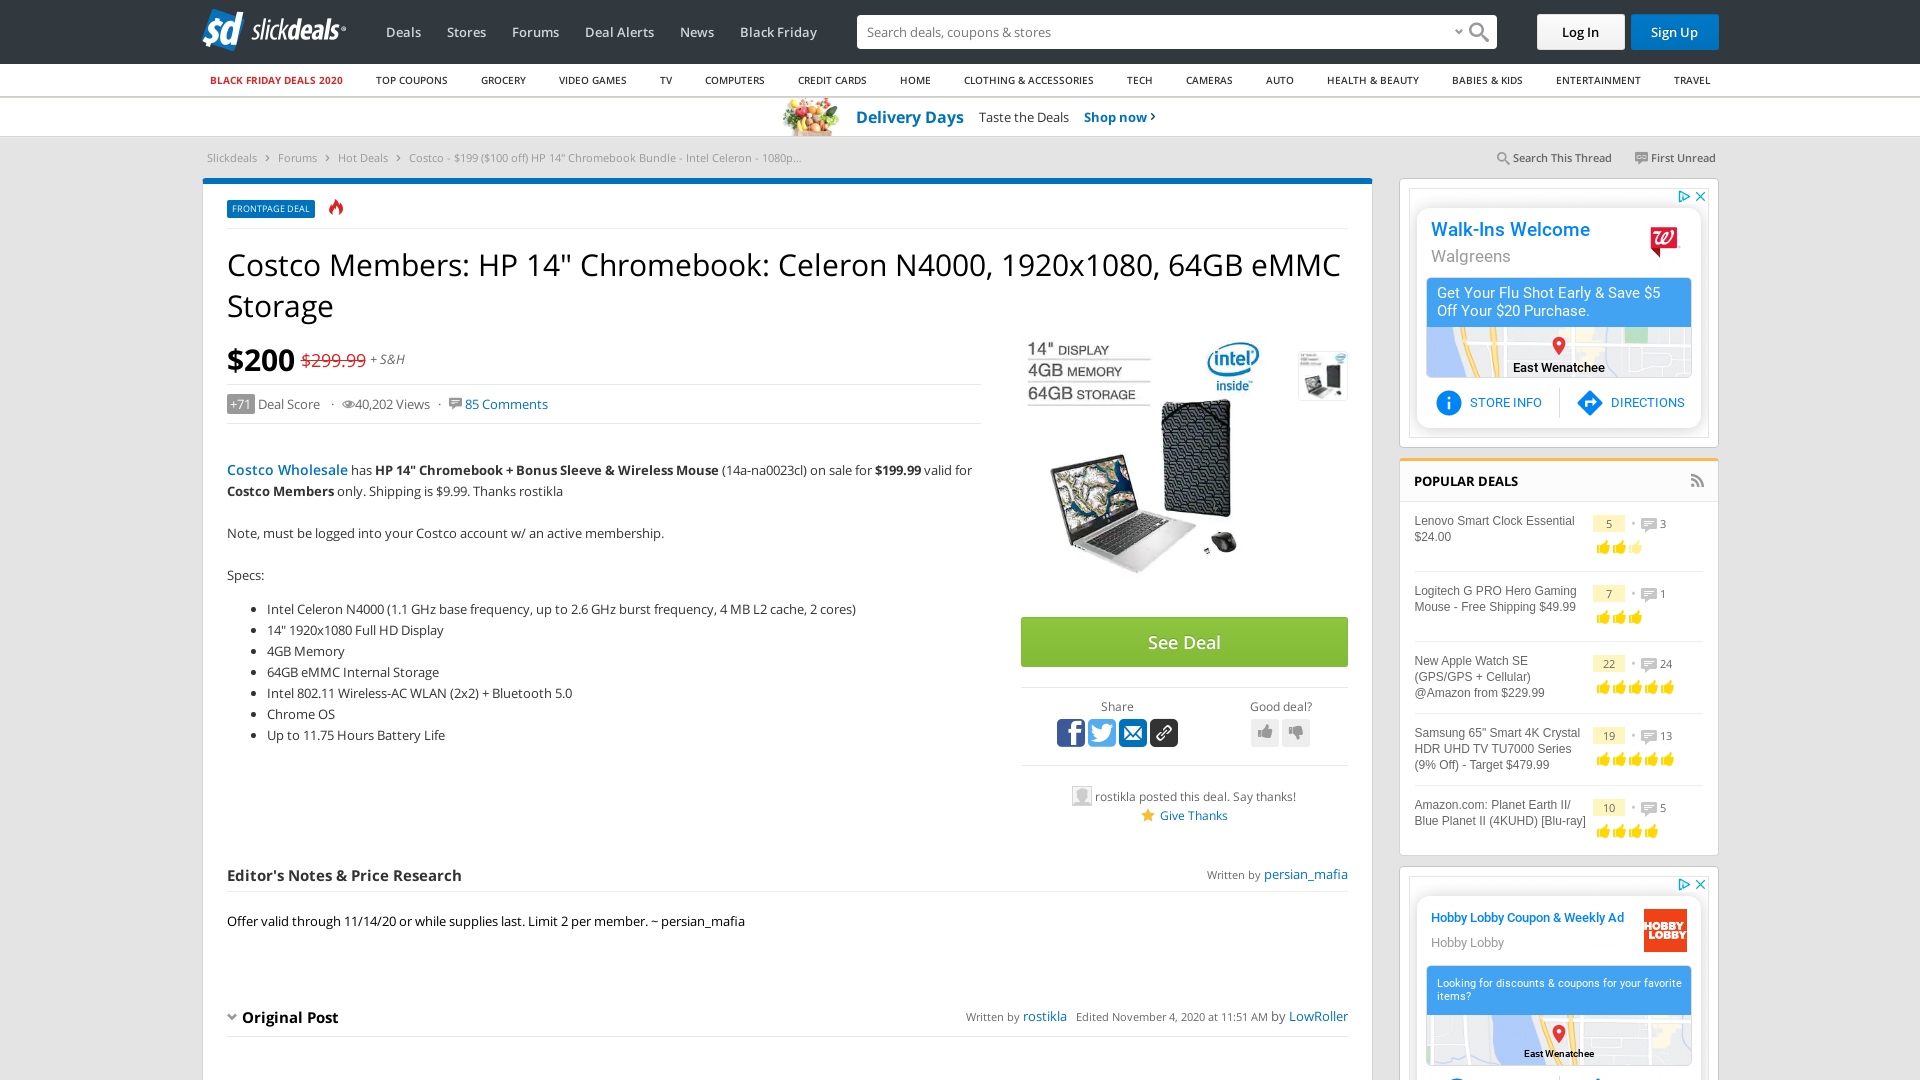 slickdeals
Deals Stores Forums Deal Alerts News Black Friday
Search deals, coupons & stores
Log In Sign Up
BLACK FRIDAY DEALS 2020 TOP COUPONS GROCERY VIDEO GAMES TV COMPUTERS CREDIT CARDS HOME CLOTHING & ACCESSORIES TECH CAMERAS AUTO HEALTH & BEAUTY BABIES & KIDS ENTERTAINMENT TRAVEL
Delivery Days Taste the Deals Shop now
Slickdeals Forums Hot Deals Costco - $199 ($100 off) HP 14" Chromebook Bundle - Intel Celeron - 1080p...
Search This Thread First Unread
FRONTPAGE DEAL
Costco Members: HP 14" Chromebook: Celeron N4000, 1920x1080, 64GB eMMC
Storage
$200 $299.99 + S&H
+71 Deal Score · 40,202 Views · 85 Comments
Costco Wholesale has HP 14" Chromebook + Bonus Sleeve & Wireless Mouse (14a-na0023cl) on sale for $199.99 valid for
Costco Members only. Shipping is $9.99. Thanks rostikla
Note, must be logged into your Costco account w/ an active membership.
Specs:
• Intel Celeron N4000 (1.1 GHz base frequency, up to 2.6 GHz burst frequency, 4 MB L2 cache, 2 cores)
• 14" 1920x1080 Full HD Display
• 4GB Memory
• 64GB eMMC Internal Storage
• Intel 802.11 Wireless-AC WLAN (2x2) + Bluetooth 5.0
• Chrome OS
• Up to 11.75 Hours Battery Life
14" DISPLAY
4GB MEMORY
64GB STORAGE
intel
inside
See Deal
Share Good deal?
rostikla posted this deal. Say thanks!
Give Thanks
Editor's Notes & Price Research
Written by persian_mafia
Offer valid through 11/14/20 or while supplies last. Limit 2 per member. ~ persian_mafia
Original Post
Written by rostikla Edited November 4, 2020 at 11:51 AM by LowRoller
Walk-Ins Welcome
Walgreens
Get Your Flu Shot Early & Save $5
Off Your $20 Purchase.
East Wenatchee
STORE INFO DIRECTIONS
POPULAR DEALS
Lenovo Smart Clock Essential
$24.00
5 • 3
Logitech G PRO Hero Gaming
Mouse - Free Shipping $49.99
7 • 1
New Apple Watch SE
(GPS/GPS + Cellular)
@Amazon from $229.99
22 • 24
Samsung 65" Smart 4K Crystal
HDR UHD TV TU7000 Series
(9% Off) - Target $479.99
19 • 13
Amazon.com: Planet Earth II/
Blue Planet II (4KUHD) [Blu-ray]
10 • 5
Hobby Lobby Coupon & Weekly Ad
Hobby Lobby
HOBBY
LOBBY
Looking for discounts & coupons for your favorite
items?
East Wenatchee